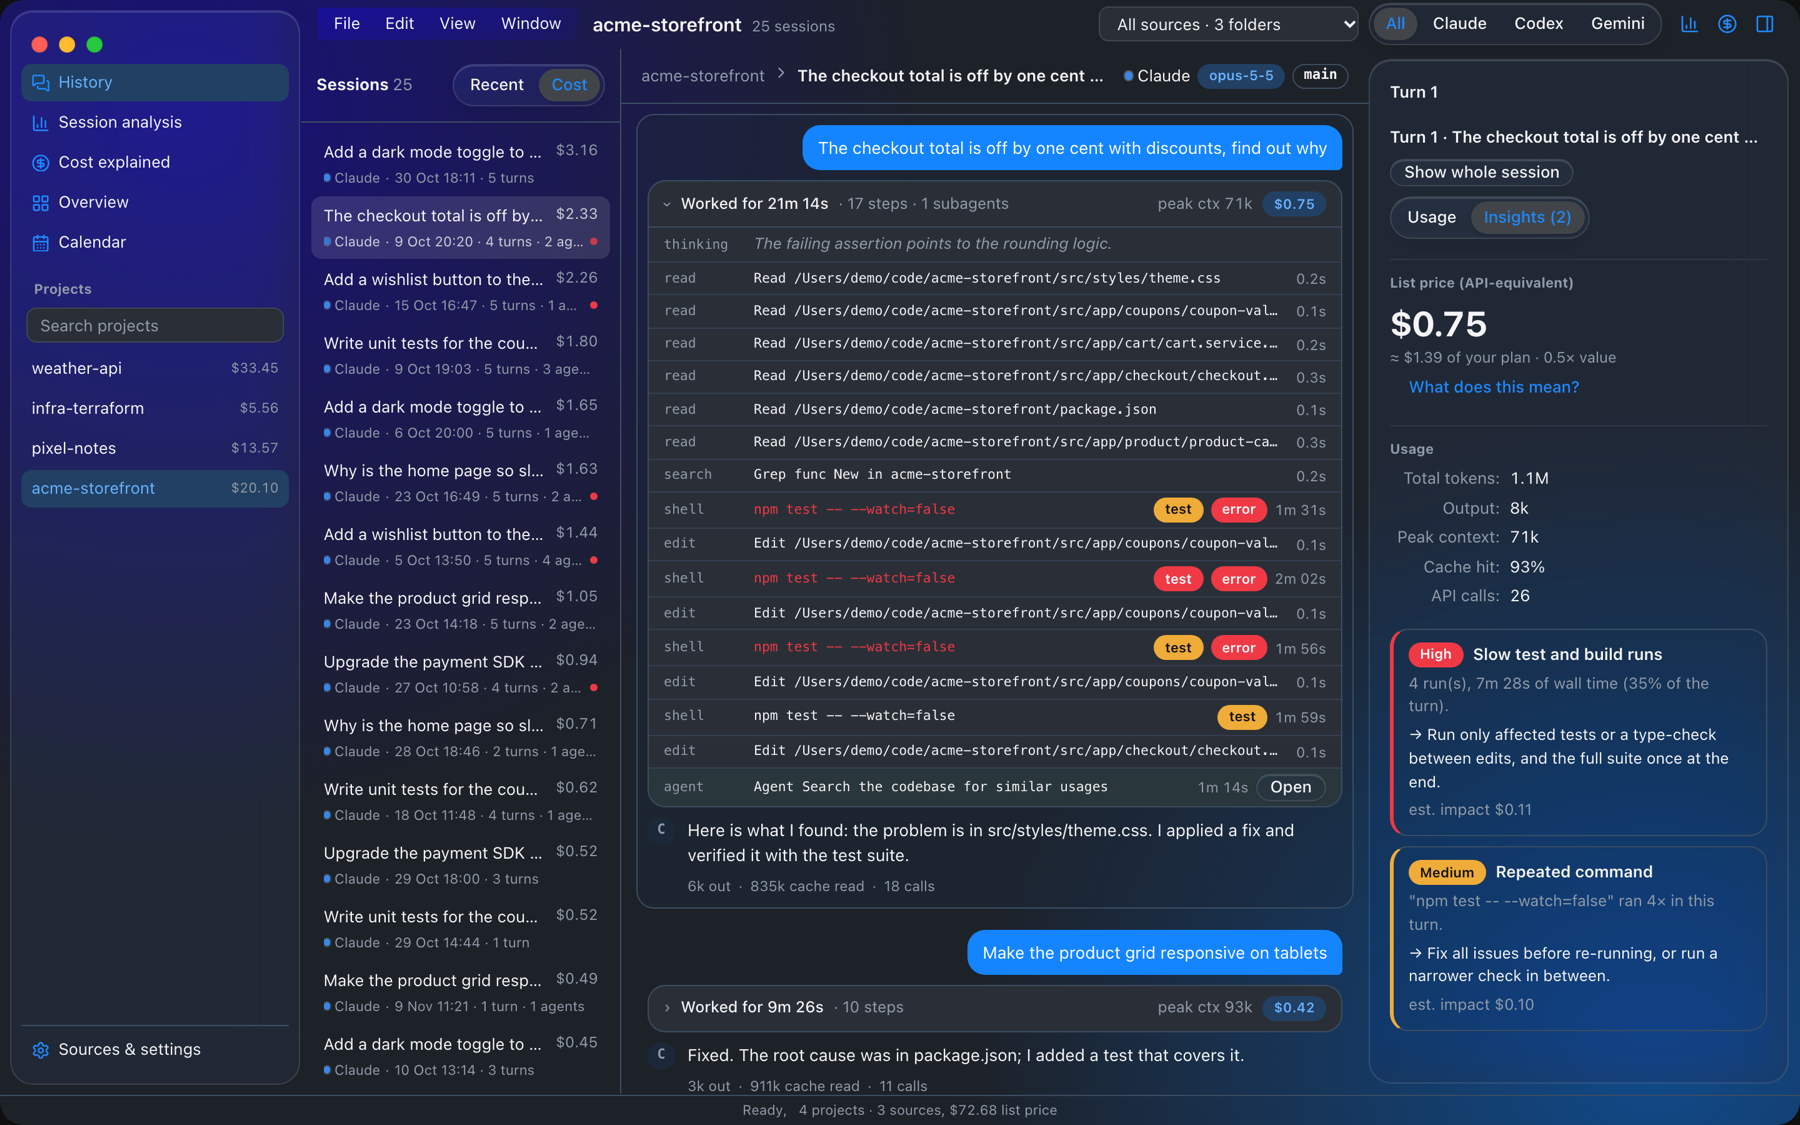 File Edit View Window
acme-storefront 25 sessions
All sources · 3 folders
All Claude Codex Gemini
History
Session analysis
Cost explained
Overview
Calendar
Projects
Search projects
weather-api $33.45
infra-terraform $5.56
pixel-notes $13.57
acme-storefront $20.10
Sources & settings
Sessions 25
Recent Cost
Add a dark mode toggle to ... $3.16
Claude · 30 Oct 18:11 · 5 turns
The checkout total is off by... $2.33
Claude · 9 Oct 20:20 · 4 turns · 2 ag...
Add a wishlist button to the... $2.26
Claude · 15 Oct 16:47 · 5 turns · 1 a...
Write unit tests for the cou... $1.80
Claude · 9 Oct 19:03 · 5 turns · 3 age...
Add a dark mode toggle to ... $1.65
Claude · 6 Oct 20:00 · 5 turns · 1 age...
Why is the home page so sl... $1.63
Claude · 23 Oct 16:49 · 5 turns · 2 a...
Add a wishlist button to the... $1.44
Claude · 5 Oct 13:50 · 5 turns · 4 ag...
Make the product grid resp... $1.05
Claude · 23 Oct 14:18 · 5 turns · 2 age...
Upgrade the payment SDK ... $0.94
Claude · 27 Oct 10:58 · 4 turns · 2 a...
Why is the home page so sl... $0.71
Claude · 28 Oct 18:46 · 2 turns · 1 age...
Write unit tests for the cou... $0.62
Claude · 18 Oct 11:48 · 4 turns · 1 age...
Upgrade the payment SDK ... $0.52
Claude · 29 Oct 18:00 · 3 turns
Write unit tests for the cou... $0.52
Claude · 29 Oct 14:44 · 1 turn
Make the product grid resp... $0.49
Claude · 9 Nov 11:21 · 1 turn · 1 agents
Add a dark mode toggle to ... $0.45
Claude · 10 Oct 13:14 · 3 turns
acme-storefront > The checkout total is off by one cent ... Claude opus-5-5 main
The checkout total is off by one cent with discounts, find out why
Worked for 21m 14s · 17 steps · 1 subagents peak ctx 71k $0.75
thinking The failing assertion points to the rounding logic.
read Read /Users/demo/code/acme-storefront/src/styles/theme.css 0.2s
read Read /Users/demo/code/acme-storefront/src/app/coupons/coupon-val... 0.1s
read Read /Users/demo/code/acme-storefront/src/app/cart/cart.service.... 0.2s
read Read /Users/demo/code/acme-storefront/src/app/checkout/checkout.... 0.3s
read Read /Users/demo/code/acme-storefront/package.json 0.1s
read Read /Users/demo/code/acme-storefront/src/app/product/product-ca... 0.3s
search Grep func New in acme-storefront 0.2s
shell npm test -- --watch=false test error 1m 31s
edit Edit /Users/demo/code/acme-storefront/src/app/coupons/coupon-val... 0.1s
shell npm test -- --watch=false test error 2m 02s
edit Edit /Users/demo/code/acme-storefront/src/app/coupons/coupon-val... 0.1s
shell npm test -- --watch=false test error 1m 56s
edit Edit /Users/demo/code/acme-storefront/src/app/coupons/coupon-val... 0.1s
shell npm test -- --watch=false test 1m 59s
edit Edit /Users/demo/code/acme-storefront/src/app/checkout/checkout.... 0.1s
agent Agent Search the codebase for similar usages 1m 14s Open
C Here is what I found: the problem is in src/styles/theme.css. I applied a fix and
verified it with the test suite.
6k out · 835k cache read · 18 calls
Make the product grid responsive on tablets
Worked for 9m 26s · 10 steps peak ctx 93k $0.42
C Fixed. The root cause was in package.json; I added a test that covers it.
3k out · 911k cache read · 11 calls
Turn 1
Turn 1 · The checkout total is off by one cent ...
Show whole session
Usage Insights (2)
List price (API-equivalent)
$0.75
≈ $1.39 of your plan · 0.5× value
What does this mean?
Usage
Total tokens: 1.1M
Output: 8k
Peak context: 71k
Cache hit: 93%
API calls: 26
High Slow test and build runs
4 run(s), 7m 28s of wall time (35% of the
turn).
→ Run only affected tests or a type-check
between edits, and the full suite once at the
end.
est. impact $0.11
Medium Repeated command
"npm test -- --watch=false" ran 4× in this
turn.
→ Fix all issues before re-running, or run a
narrower check in between.
est. impact $0.10
Ready, 4 projects · 3 sources, $72.68 list price